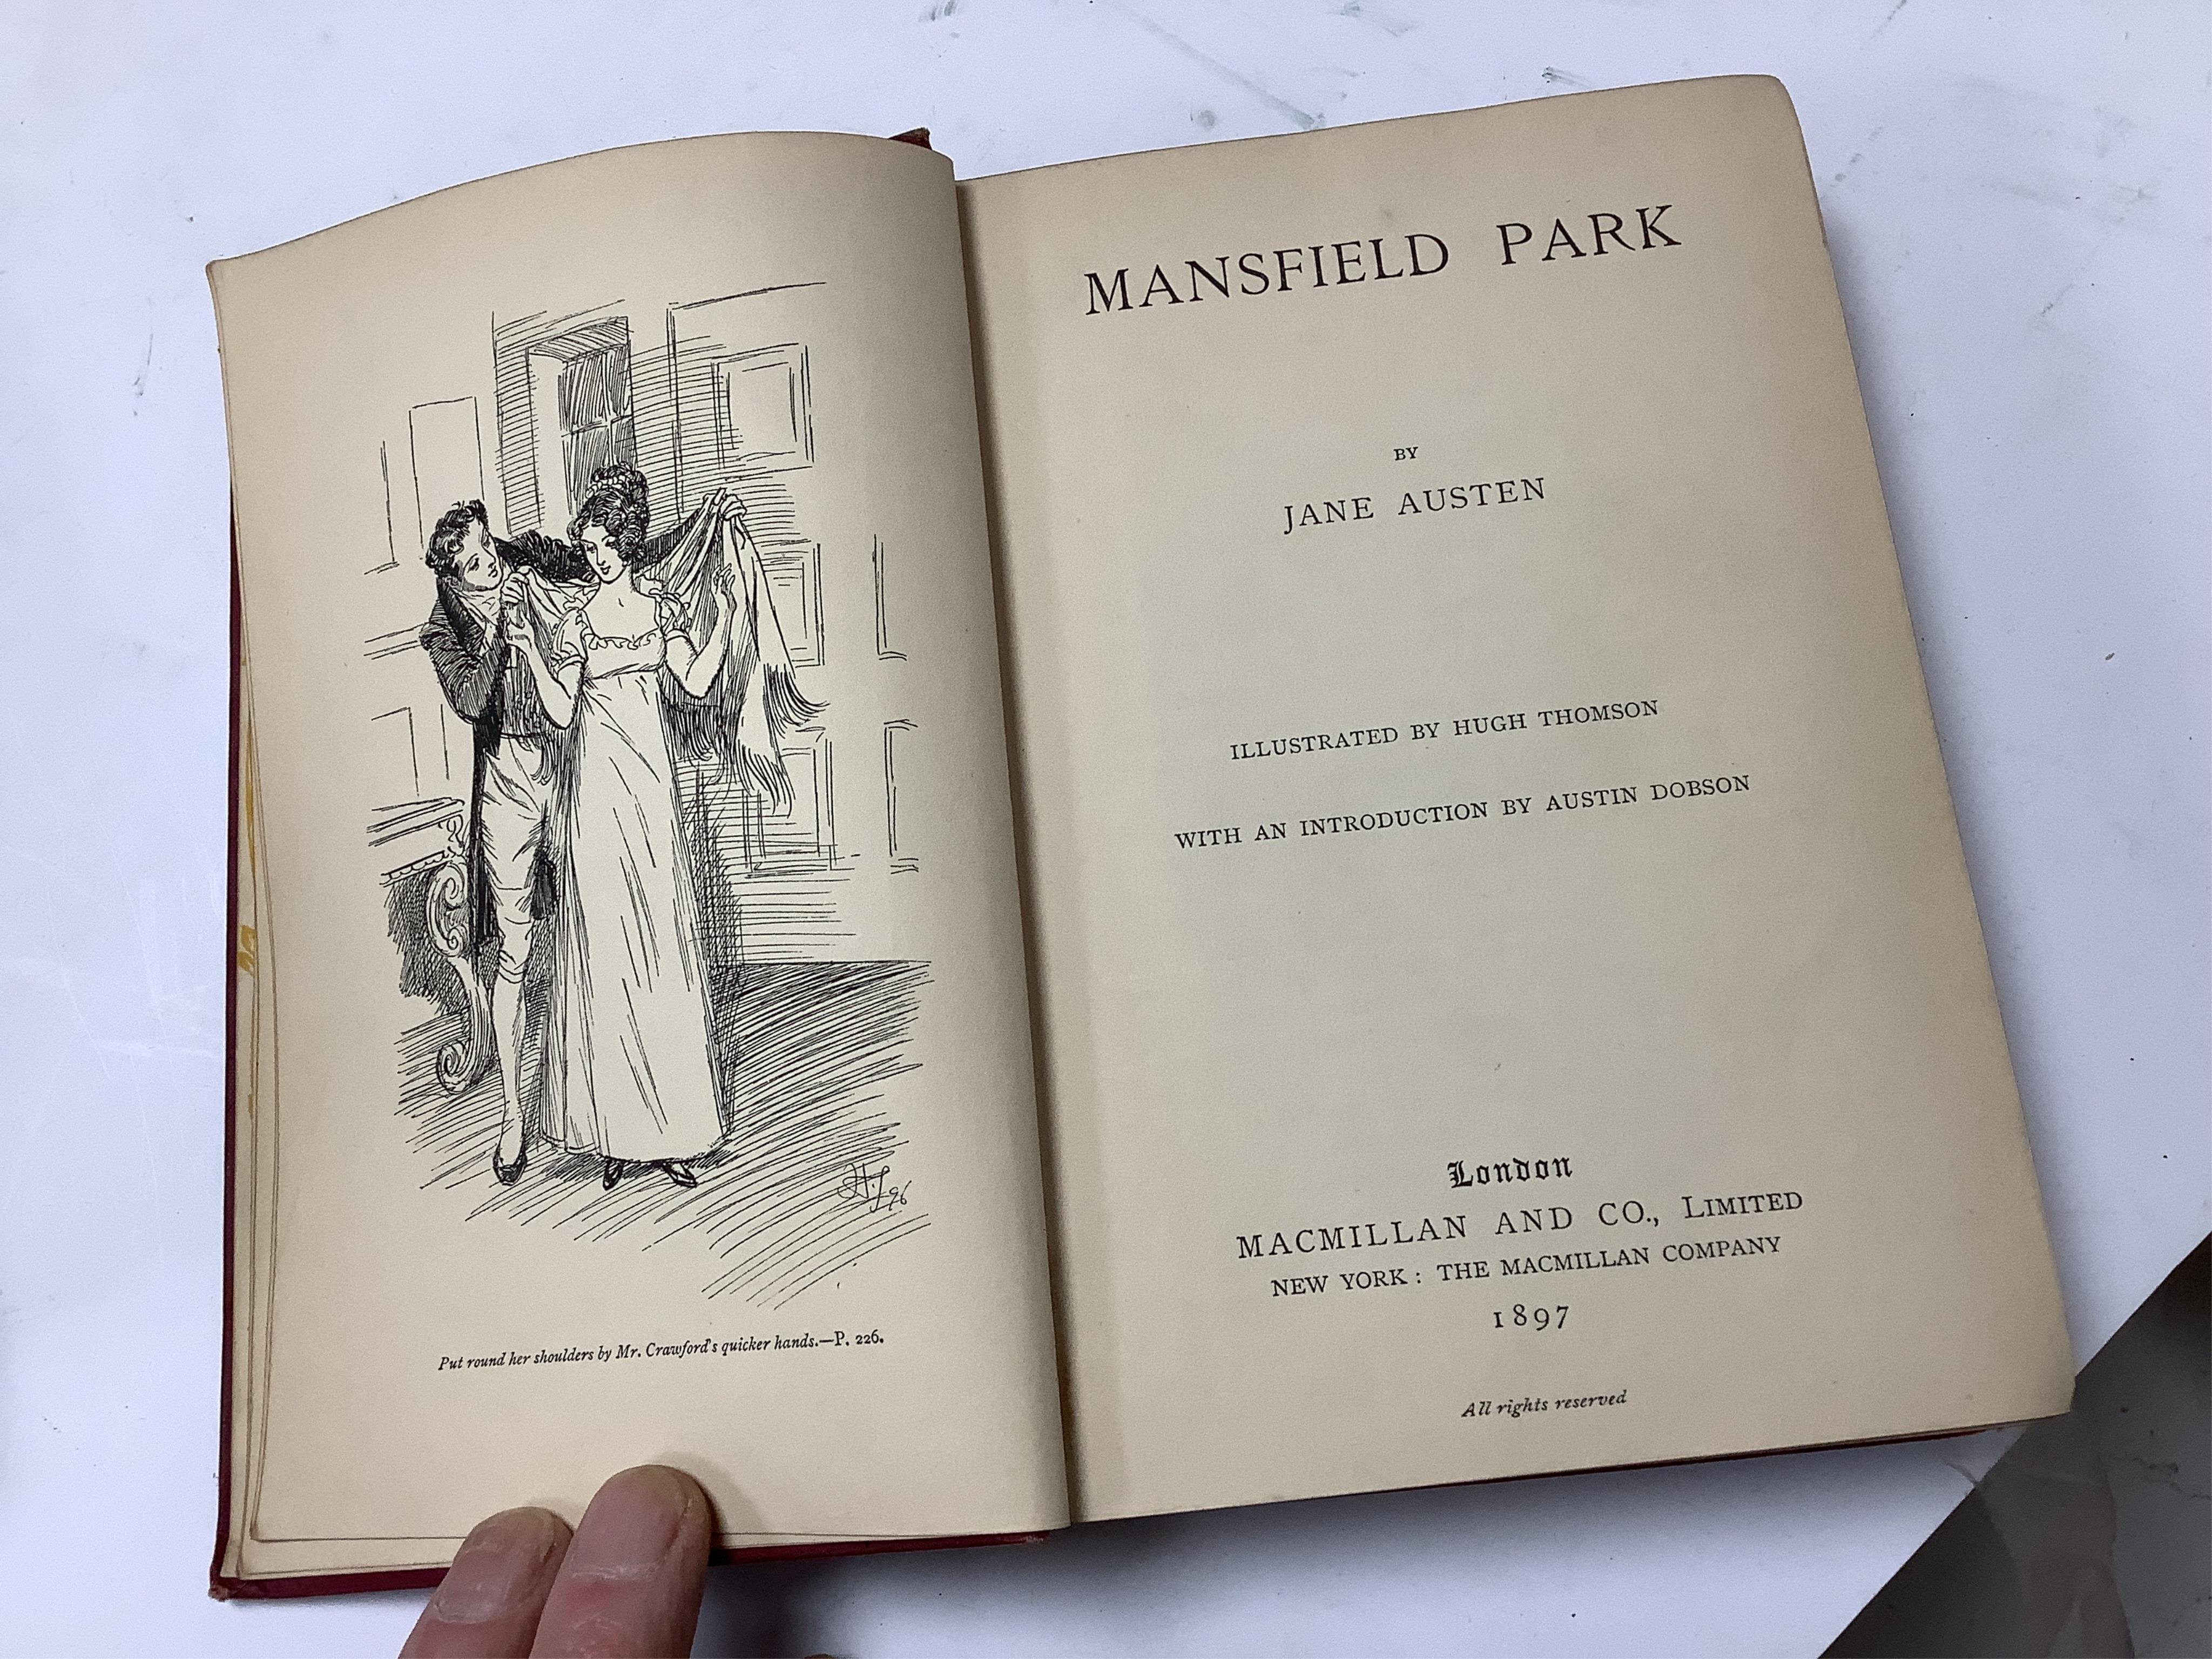 H.T 96
Put round her shoulders by Mr. Crawford's quicker hands.—P. 226.
MANSFIELD PARK
BY
JANE AUSTEN
ILLUSTRATED BY HUGH THOMSON
WITH AN INTRODUCTION BY AUSTIN DOBSON
London
MACMILLAN AND CO., LIMITED
NEW YORK: THE MACMILLAN COMPANY
1897
All rights reserved